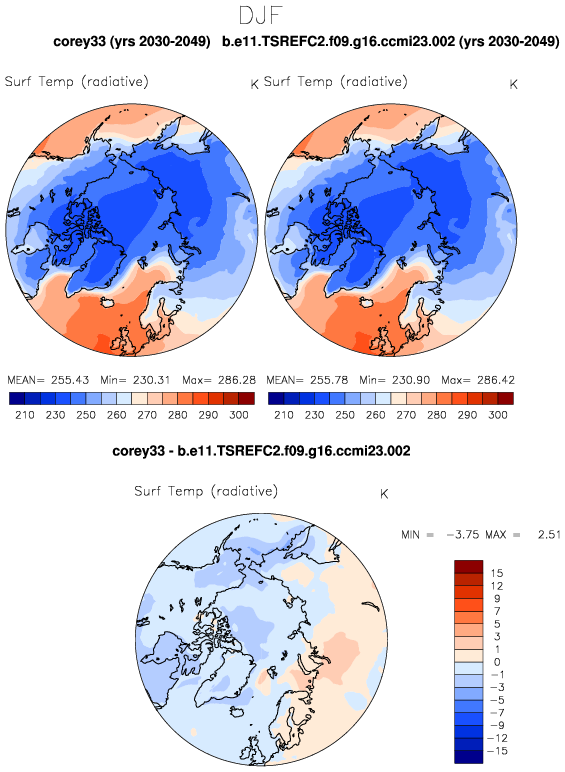 DJF
corey33 (yrs 2030-2049) b.e11.TSREFC2.f09.g16.ccmi23.002 (yrs 2030-2049)
Surf Temp (radiative) K Surf Temp (radiative) K
MEAN= 255.43 Min= 230.31 Max= 286.28 MEAN= 255.78 Min= 230.90 Max= 286.42
210 230 250 260 270 280 290 300 210 230 250 260 270 280 290 300
corey33 - b.e11.TSREFC2.f09.g16.ccmi23.002
Surf Temp (radiative) K
MIN = -3.75 MAX = 2.51
15
12
9
7
5
3
1
0
-1
-3
-5
-7
-9
-12
-15